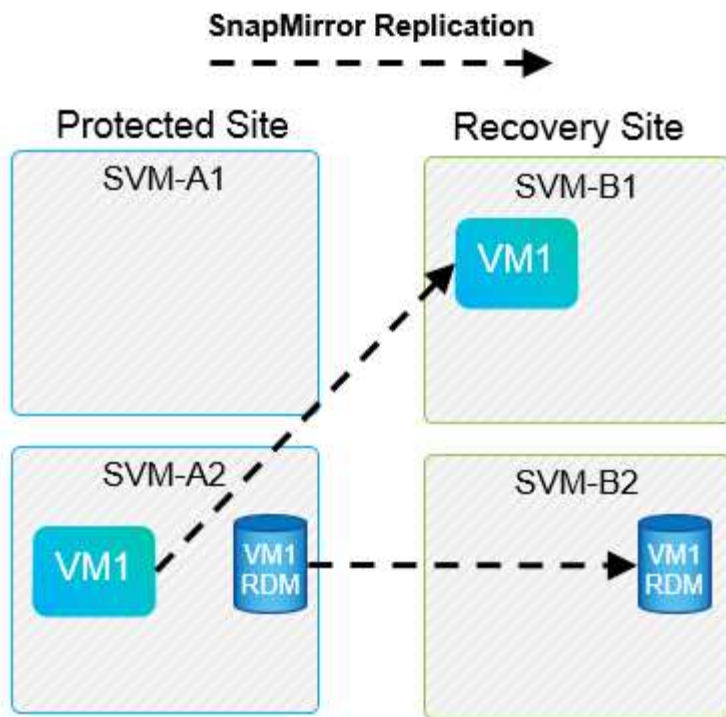 SnapMirror Replication
Protected Site
Recovery Site
SVM-A1
SVM-B1
VM1
SVM-A2
SVM-B2
VM1
VM1
RDM
VM1
RDM